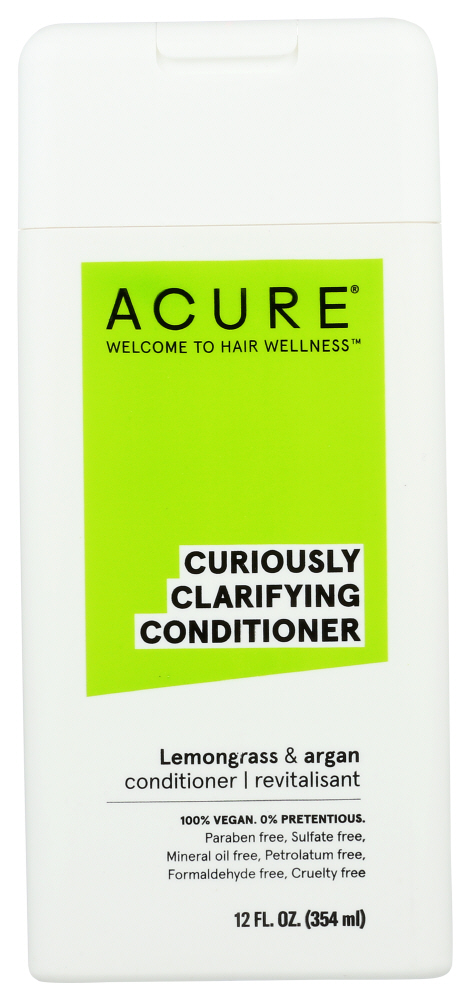 ACURE®
WELCOME TO HAIR WELLNESS™
CURIOUSLY
CLARIFYING
CONDITIONER
Lemongrass & argan
conditioner | revitalisant
100% VEGAN. 0% PRETENTIOUS.
Paraben free, Sulfate free,
Mineral oil free, Petrolatum free,
Formaldehyde free, Cruelty free
12 FL. OZ. (354 ml)